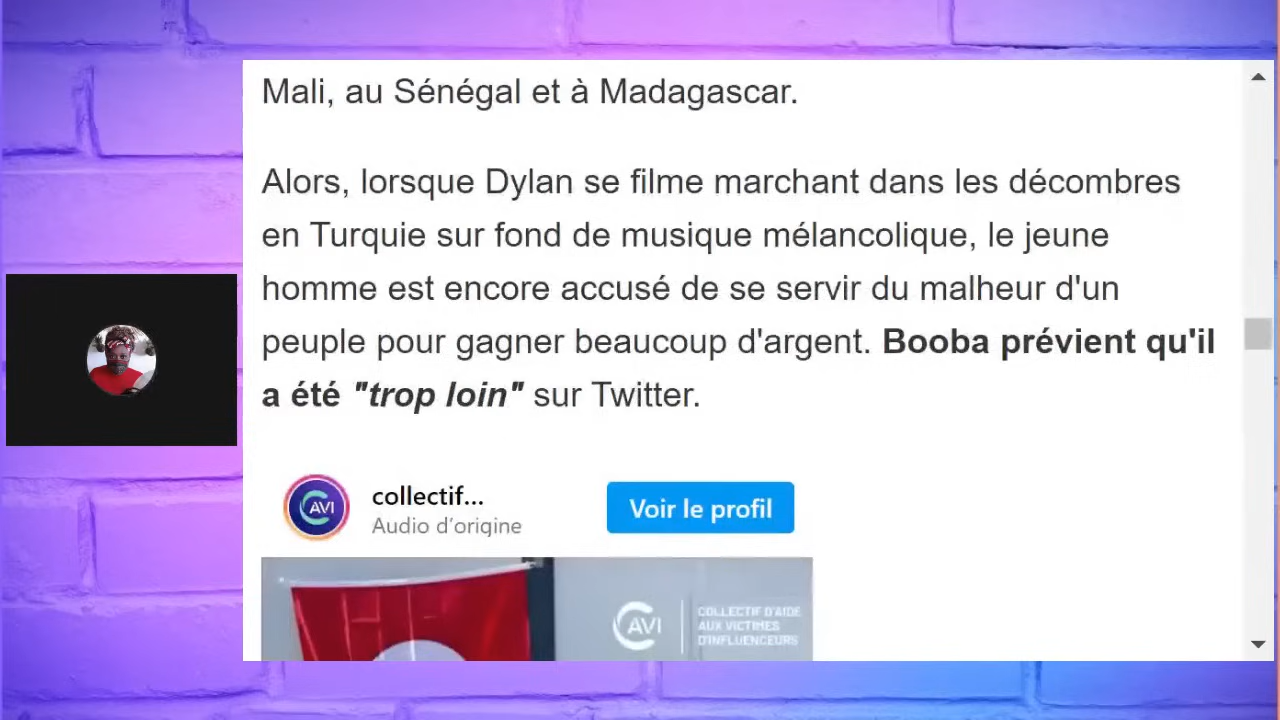 Mali, au Sénégal et à Madagascar.
Alors, lorsque Dylan se filme marchant dans les décombres
en Turquie sur fond de musique mélancolique, le jeune
homme est encore accusé de se servir du malheur d'un
peuple pour gagner beaucoup d'argent. Booba prévient qu'il
a été "trop loin" sur Twitter.
AVI
collectif...
Audio d'origine
Voir le profil
AVI
COLLECTIF D'AIDE
AUX VICTIMES
D'INFLUENCEURS